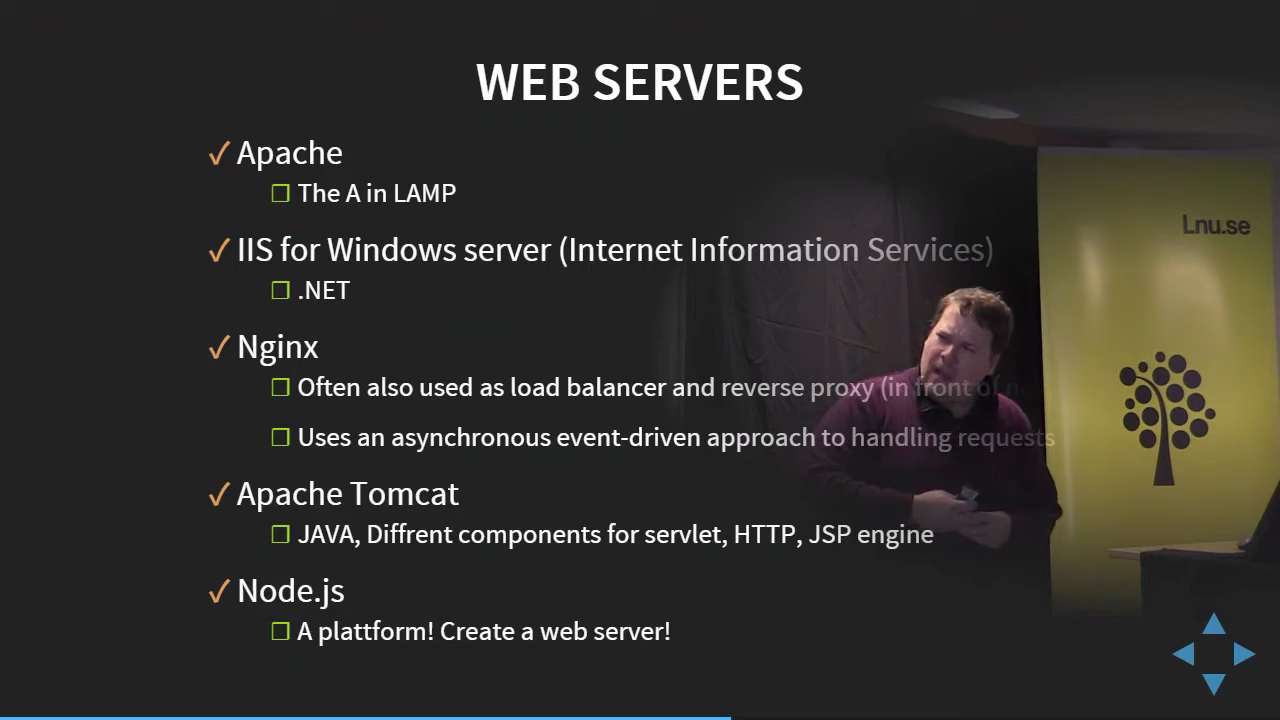 WEB SERVERS
✓ Apache
❐ The A in LAMP
✓ IIS for Windows server (Internet Information Services)
❐ .NET
✓ Nginx
❐ Often also used as load balancer and reverse proxy (in front of
❐ Uses an asynchronous event-driven approach to handling requests
✓ Apache Tomcat
❐ JAVA, Diffrent components for servlet, HTTP, JSP engine
✓ Node.js
❐ A plattform! Create a web server!
Lnu.se